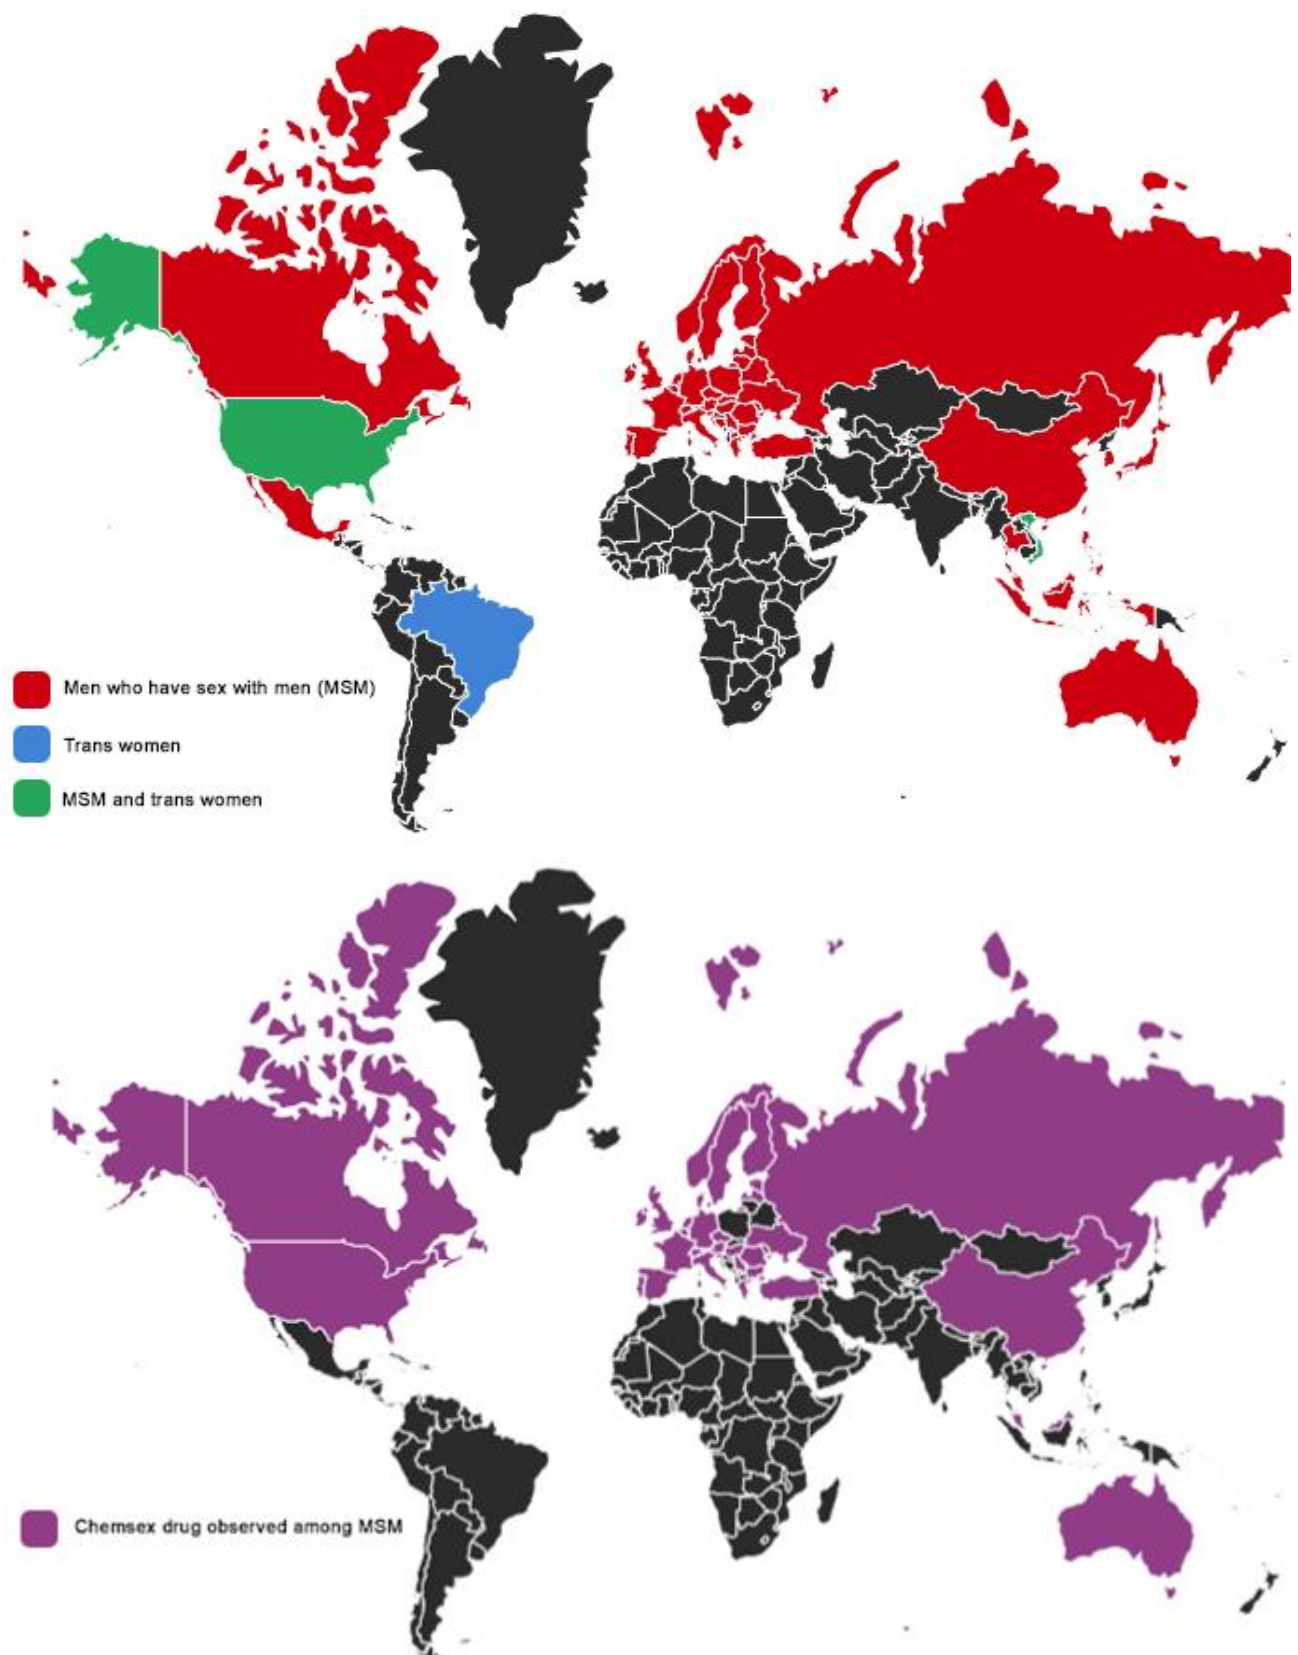 Men who have sex with men (MSM)
Trans women
MSM and trans women
Chemsex drug observed among MSM